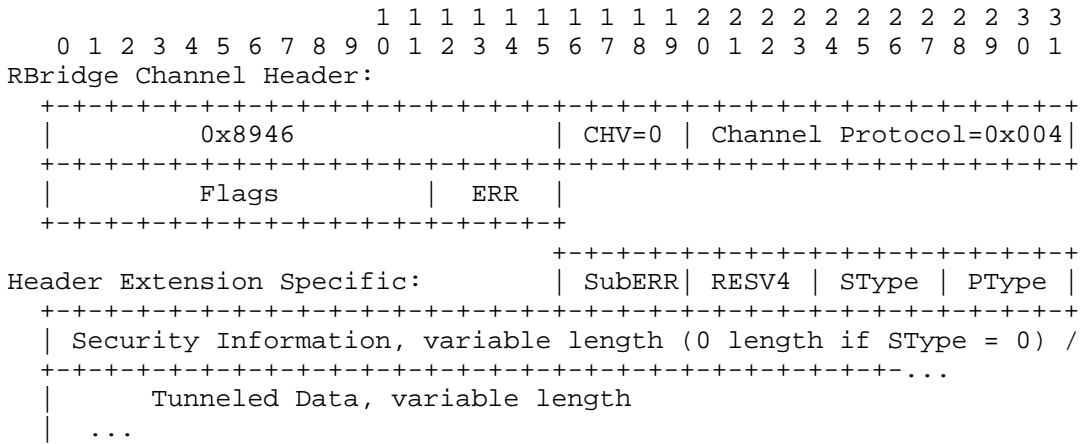 1 1 1 1 1 1 1 1 1 1 2 2 2 2 2 2 2 2 2 2 3 3
   0 1 2 3 4 5 6 7 8 9 0 1 2 3 4 5 6 7 8 9 0 1 2 3 4 5 6 7 8 9 0 1
RBridge Channel Header:
  +-+-+-+-+-+-+-+-+-+-+-+-+-+-+-+-+-+-+-+-+-+-+-+-+-+-+-+-+-+-+-+-+
  |         0x8946                | CHV=0 | Channel Protocol=0x004|
  +-+-+-+-+-+-+-+-+-+-+-+-+-+-+-+-+-+-+-+-+-+-+-+-+-+-+-+-+-+-+-+-+
  |         Flags         |  ERR  |
  +-+-+-+-+-+-+-+-+-+-+-+-+-+-+-+-+
                                  +-+-+-+-+-+-+-+-+-+-+-+-+-+-+-+-+
Header Extension Specific:        | SubERR| RESV4 | SType | PType |
  +-+-+-+-+-+-+-+-+-+-+-+-+-+-+-+-+-+-+-+-+-+-+-+-+-+-+-+-+-+-+-+-+
  | Security Information, variable length (0 length if SType = 0) /
  +-+-+-+-+-+-+-+-+-+-+-+-+-+-+-+-+-+-+-+-+-+-+-+-+-+-+-...
  |      Tunneled Data, variable length
  |  ...